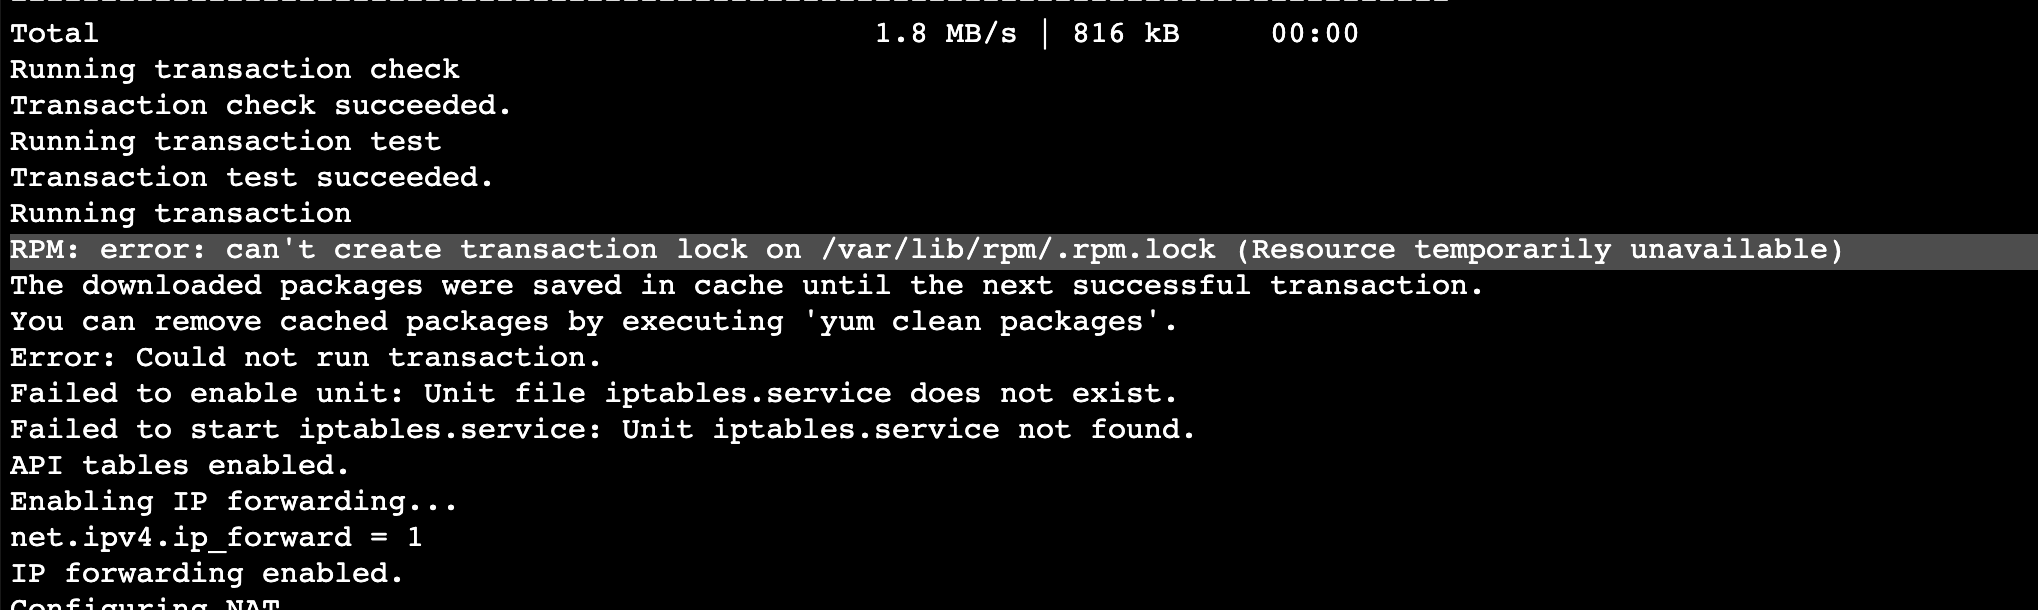 Total 1.8 MB/s | 816 kB 00:00
Running transaction check
Transaction check succeeded.
Running transaction test
Transaction test succeeded.
Running transaction
RPM: error: can't create transaction lock on /var/lib/rpm/.rpm.lock (Resource temporarily unavailable)
The downloaded packages were saved in cache until the next successful transaction.
You can remove cached packages by executing 'yum clean packages'.
Error: Could not run transaction.
Failed to enable unit: Unit file iptables.service does not exist.
Failed to start iptables.service: Unit iptables.service not found.
API tables enabled.
Enabling IP forwarding...
net.ipv4.ip_forward = 1
IP forwarding enabled.
Configuring NAT